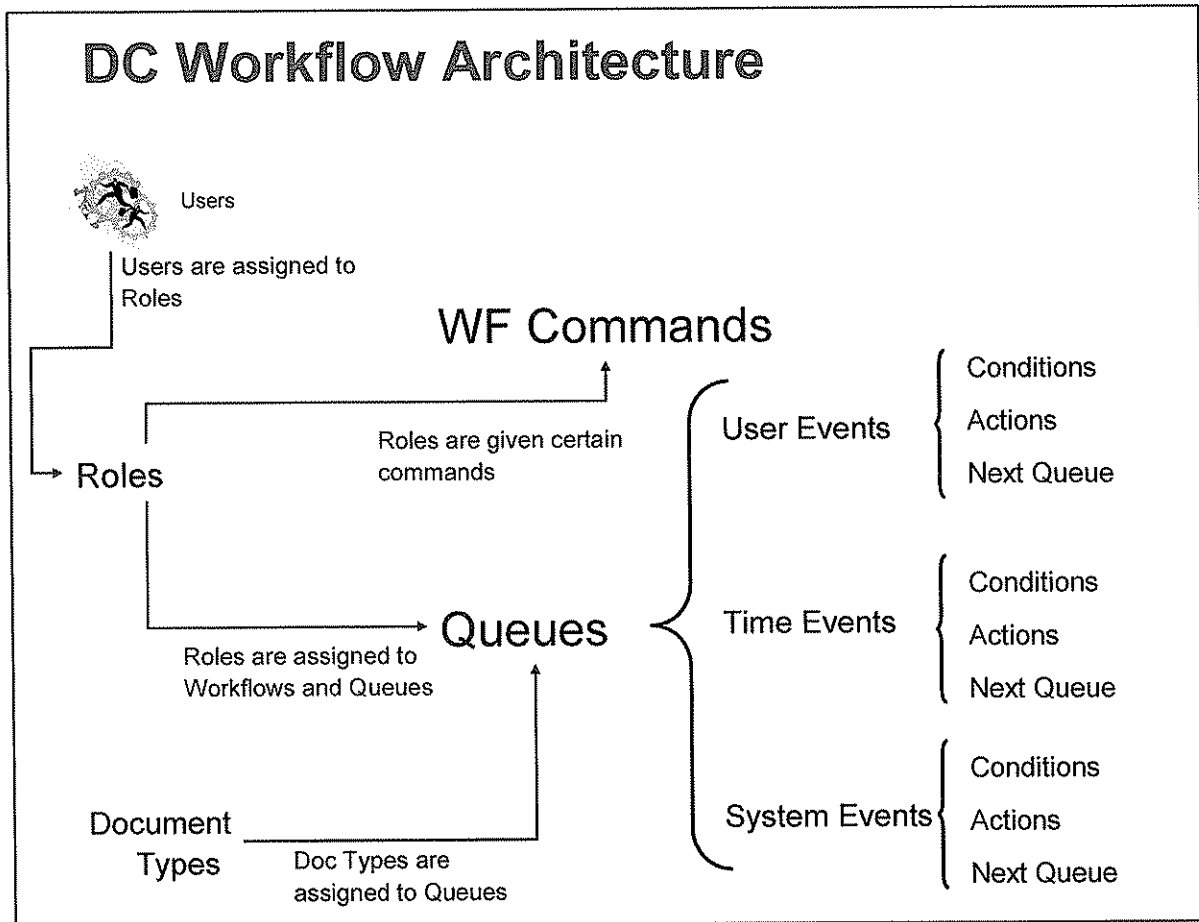 DC Workflow Architecture
Users
Users are assigned to
Roles
WF Commands
Roles are given certain
commands
Roles
User Events
Conditions
Actions
Next Queue
Queues
Roles are assigned to
Workflows and Queues
Time Events
Conditions
Actions
Next Queue
Document
Types
Doc Types are
assigned to Queues
System Events
Conditions
Actions
Next Queue